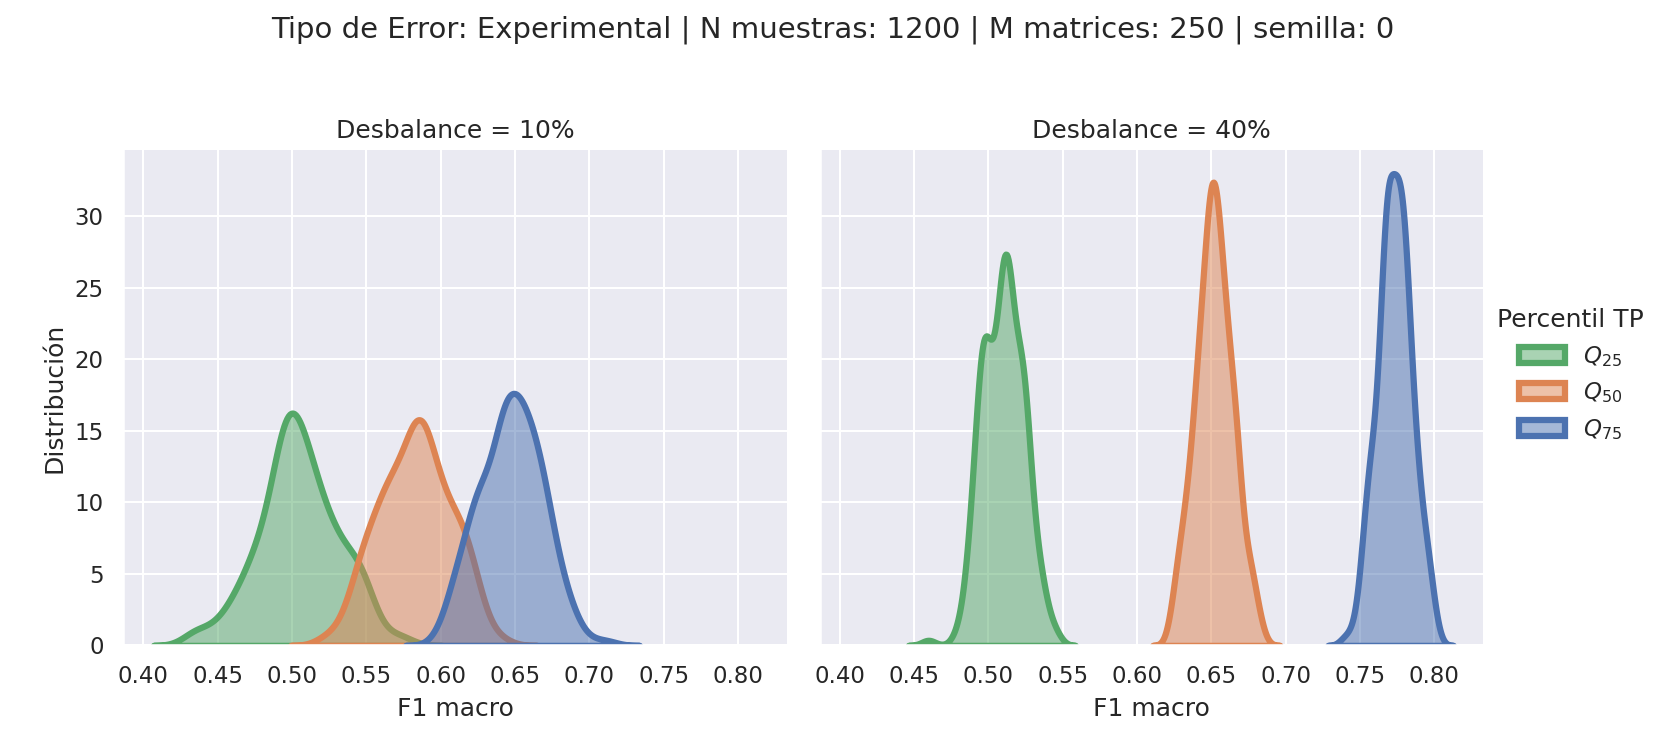 Tipo de Error: Experimental | N muestras: 1200 | M matrices: 250 | semilla: 0
Desbalance = 10%
Desbalance = 40%
Distribución
30
25
20
15
10
5
0
0.40 0.45 0.50 0.55 0.60 0.65 0.70 0.75 0.80
F1 macro
0.40 0.45 0.50 0.55 0.60 0.65 0.70 0.75 0.80
F1 macro
Percentil TP
Q25
Q50
Q75